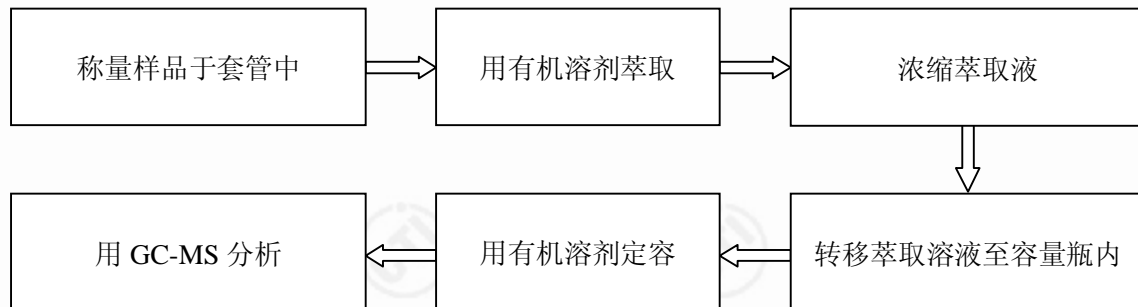 称量样品于套管中
用有机溶剂萃取
浓缩萃取液
转移萃取溶液至容量瓶内
用有机溶剂定容
用 GC-MS 分析